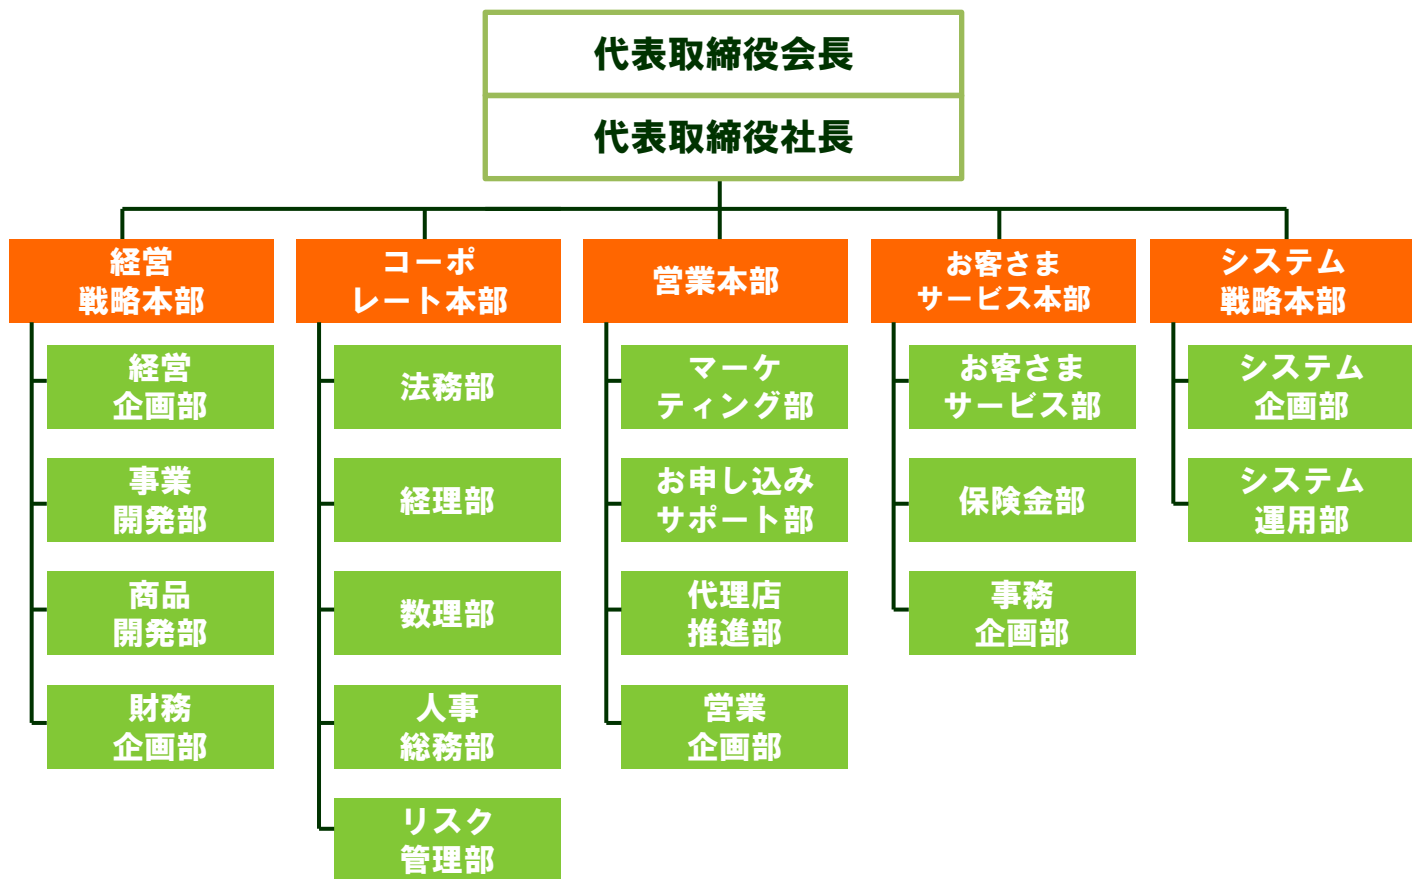 代表取締役会長
代表取締役社長
経営
戦略本部
経営
企画部
事業
開発部
商品
開発部
財務
企画部
コーポ
レート本部
法務部
経理部
数理部
人事
総務部
リスク
管理部
営業本部
マーケ
ティング部
お申し込み
サポート部
代理店
推進部
営業
企画部
お客さま
サービス本部
お客さま
サービス部
保険金部
事務
企画部
システム
戦略本部
システム
企画部
システム
運用部